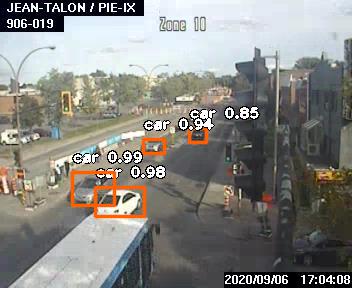 JEAN-TALON / PIE-IX
906-019
Zone 10
car 0.85
car 0.94
car 0.99
car 0.98
2020/09/06 17:04:08